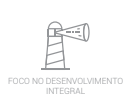 FOCO NO DESENVOLVIMENTO
INTEGRAL